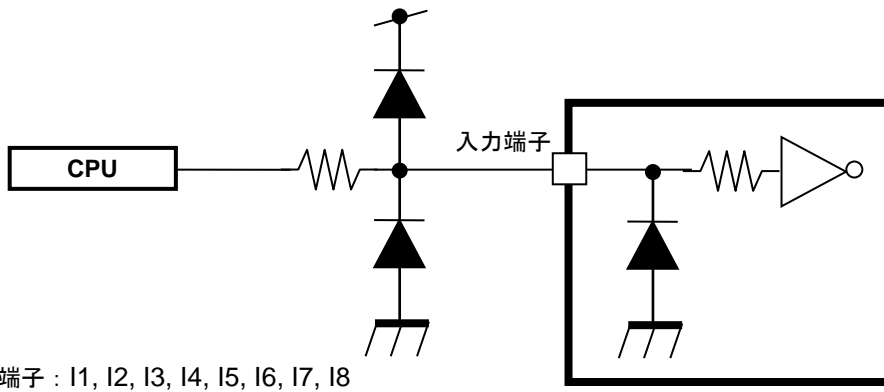 入力端子
CPU
端子：I1, I2, I3, I4, I5, I6, I7, I8